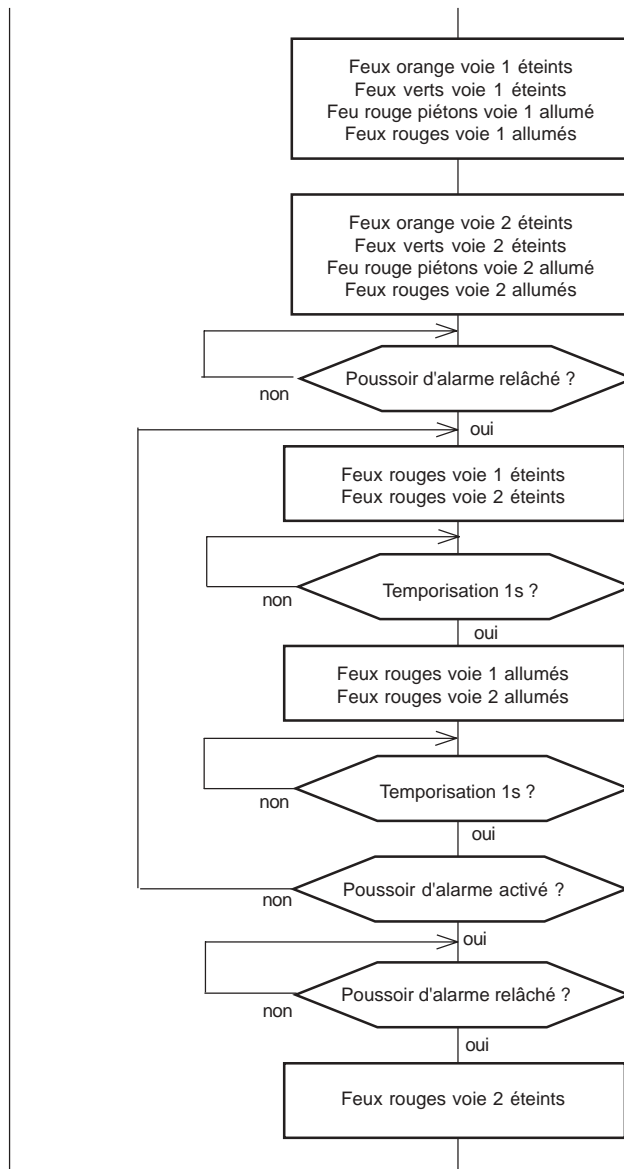 Feux orange voie 1 éteints
Feux verts voie 1 éteints
Feu rouge piétons voie 1 allumé
Feux rouges voie 1 allumés
Feux orange voie 2 éteints
Feux verts voie 2 éteints
Feu rouge piétons voie 2 allumé
Feux rouges voie 2 allumés
Poussoir d'alarme relâché ?
non
oui
Feux rouges voie 1 éteints
Feux rouges voie 2 éteints
Temporisation 1s ?
non
oui
Feux rouges voie 1 allumés
Feux rouges voie 2 allumés
Temporisation 1s ?
non
oui
Poussoir d'alarme activé ?
non
oui
Poussoir d'alarme relâché ?
non
oui
Feux rouges voie 2 éteints